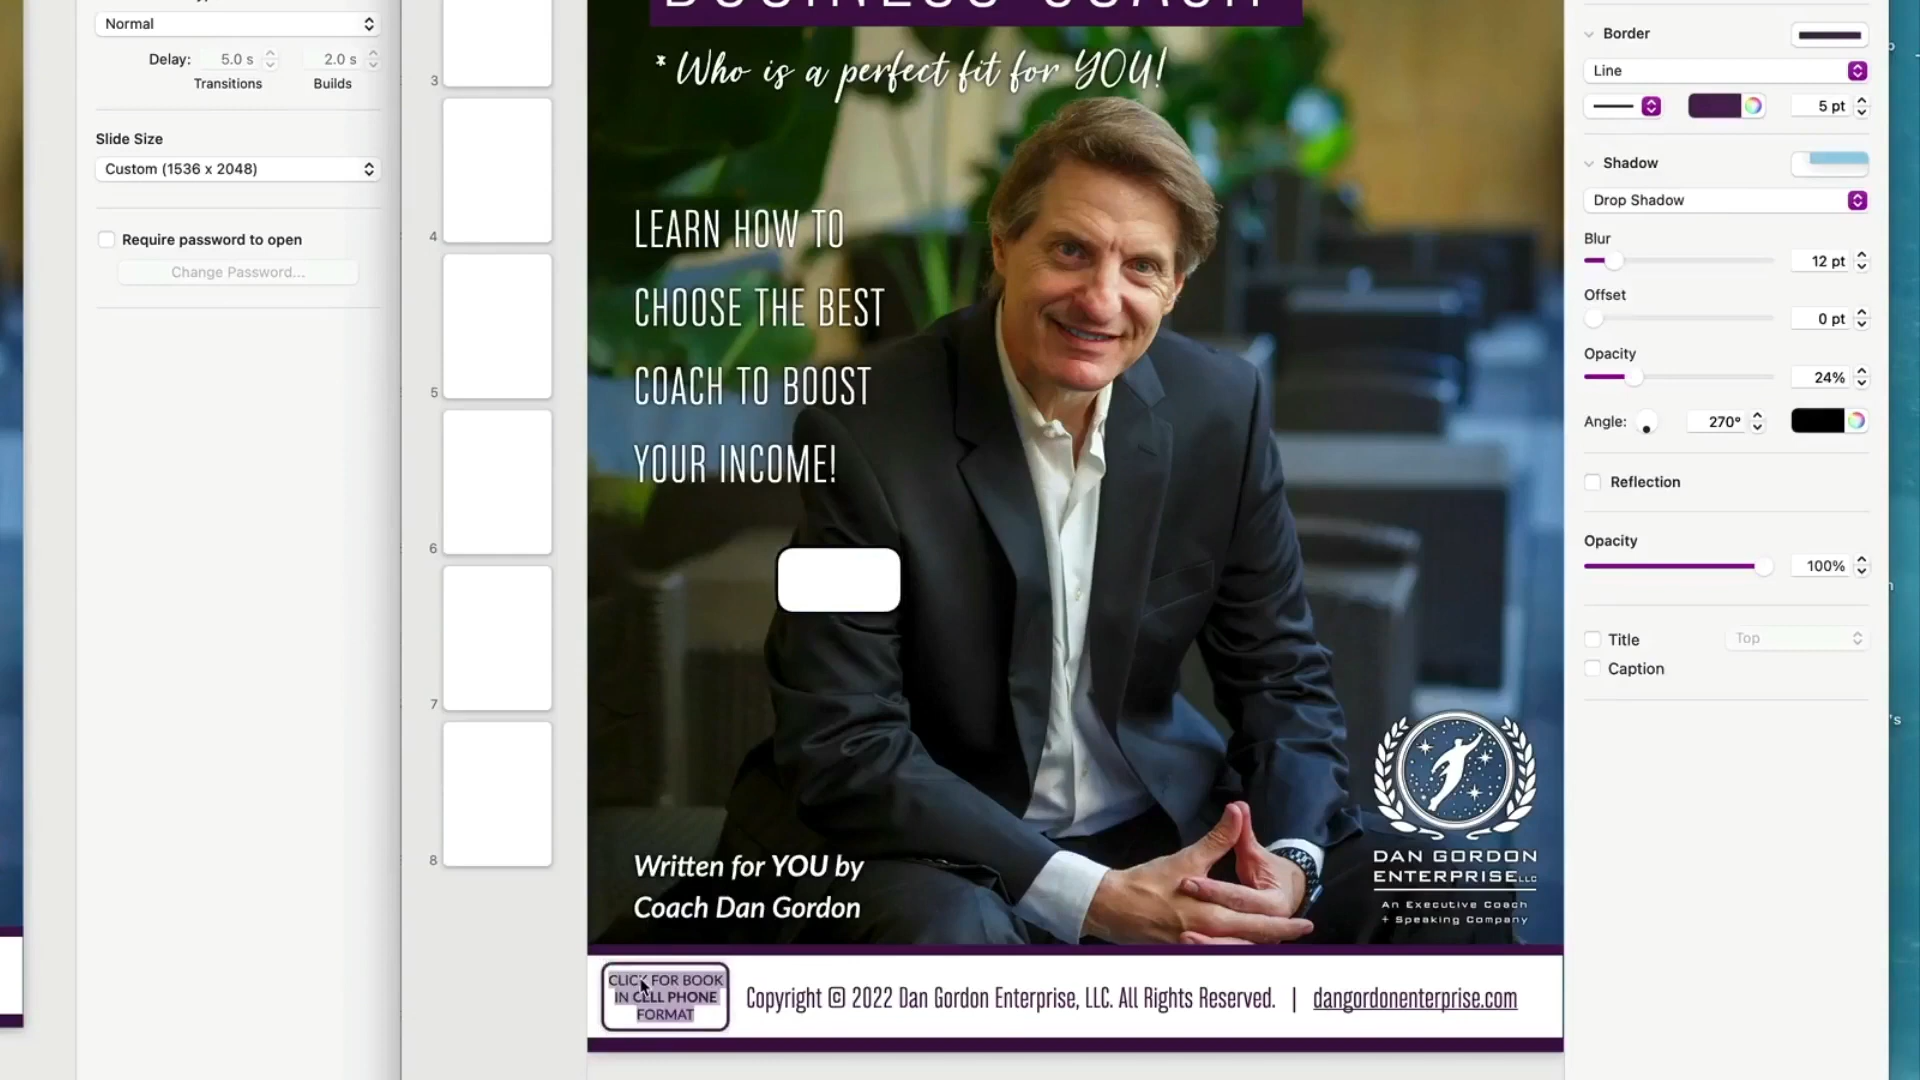 Normal
Delay: 5.0 s 2.0 s
Transitions Builds
Slide Size
Custom (1536 x 2048)
Require password to open
Change Password...
3
4
5
6
7
8
BUSINESS COACH
* Who is a perfect fit for YOU!
LEARN HOW TO
CHOOSE THE BEST
COACH TO BOOST
YOUR INCOME!
Written for YOU by
Coach Dan Gordon
DAN GORDON
ENTERPRISE LLC
An Executive Coach
+ Speaking Company
CLICK FOR BOOK
IN CELL PHONE
FORMAT
Copyright © 2022 Dan Gordon Enterprise, LLC. All Rights Reserved. | dangordonenterprise.com
Border
Line
5 pt
Shadow
Drop Shadow
Blur
12 pt
Offset
0 pt
Opacity
24%
Angle: 270°
Reflection
Opacity
100%
Title Top
Caption
's